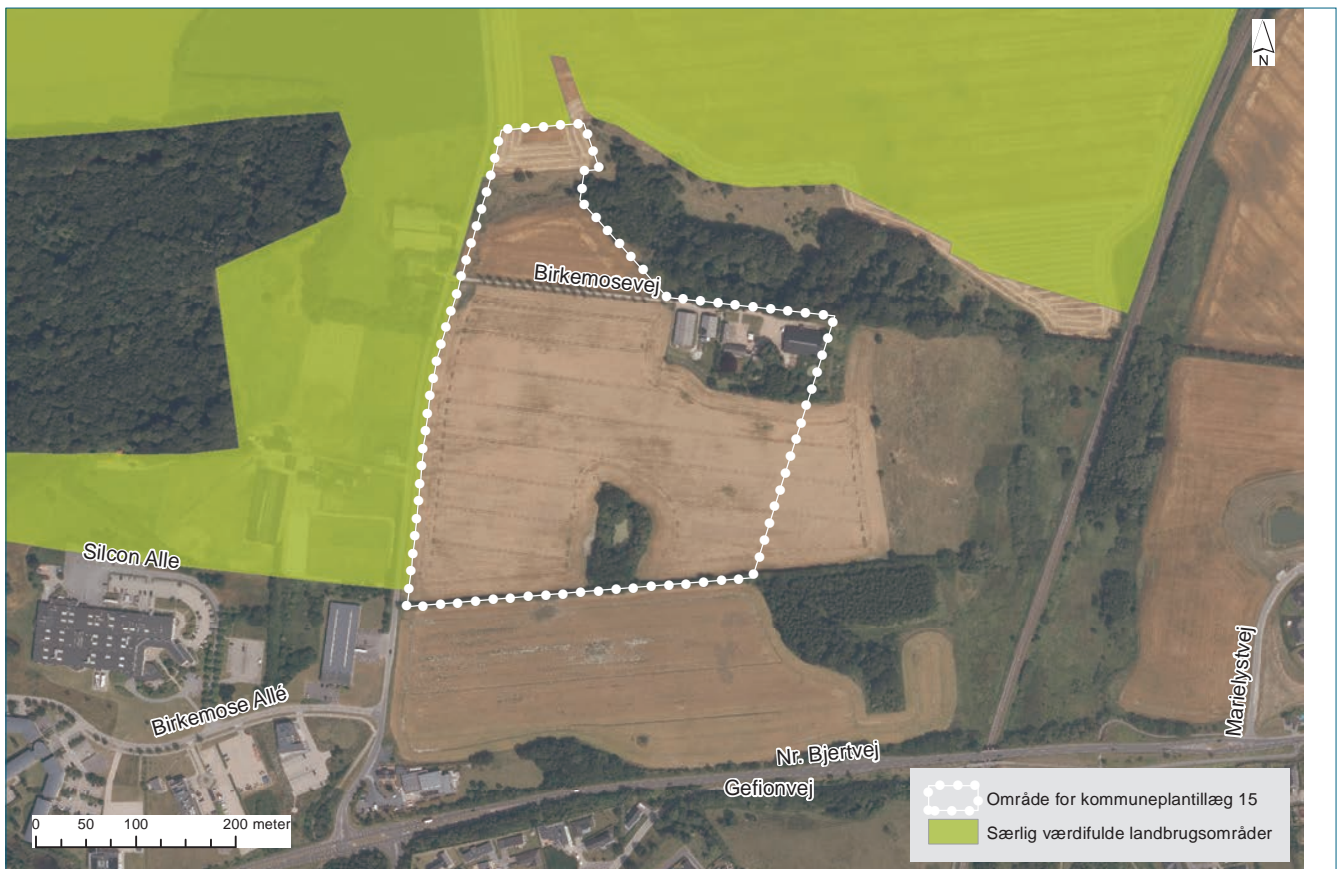 N
Birkemosevej
Silcon Alle
Birkemose Allé
Marielystvej
Nr. Bjertvej
Gefionvej
0 50 100 200 meter
Område for kommuneplantillæg 15
Særlig værdifulde landbrugsområder